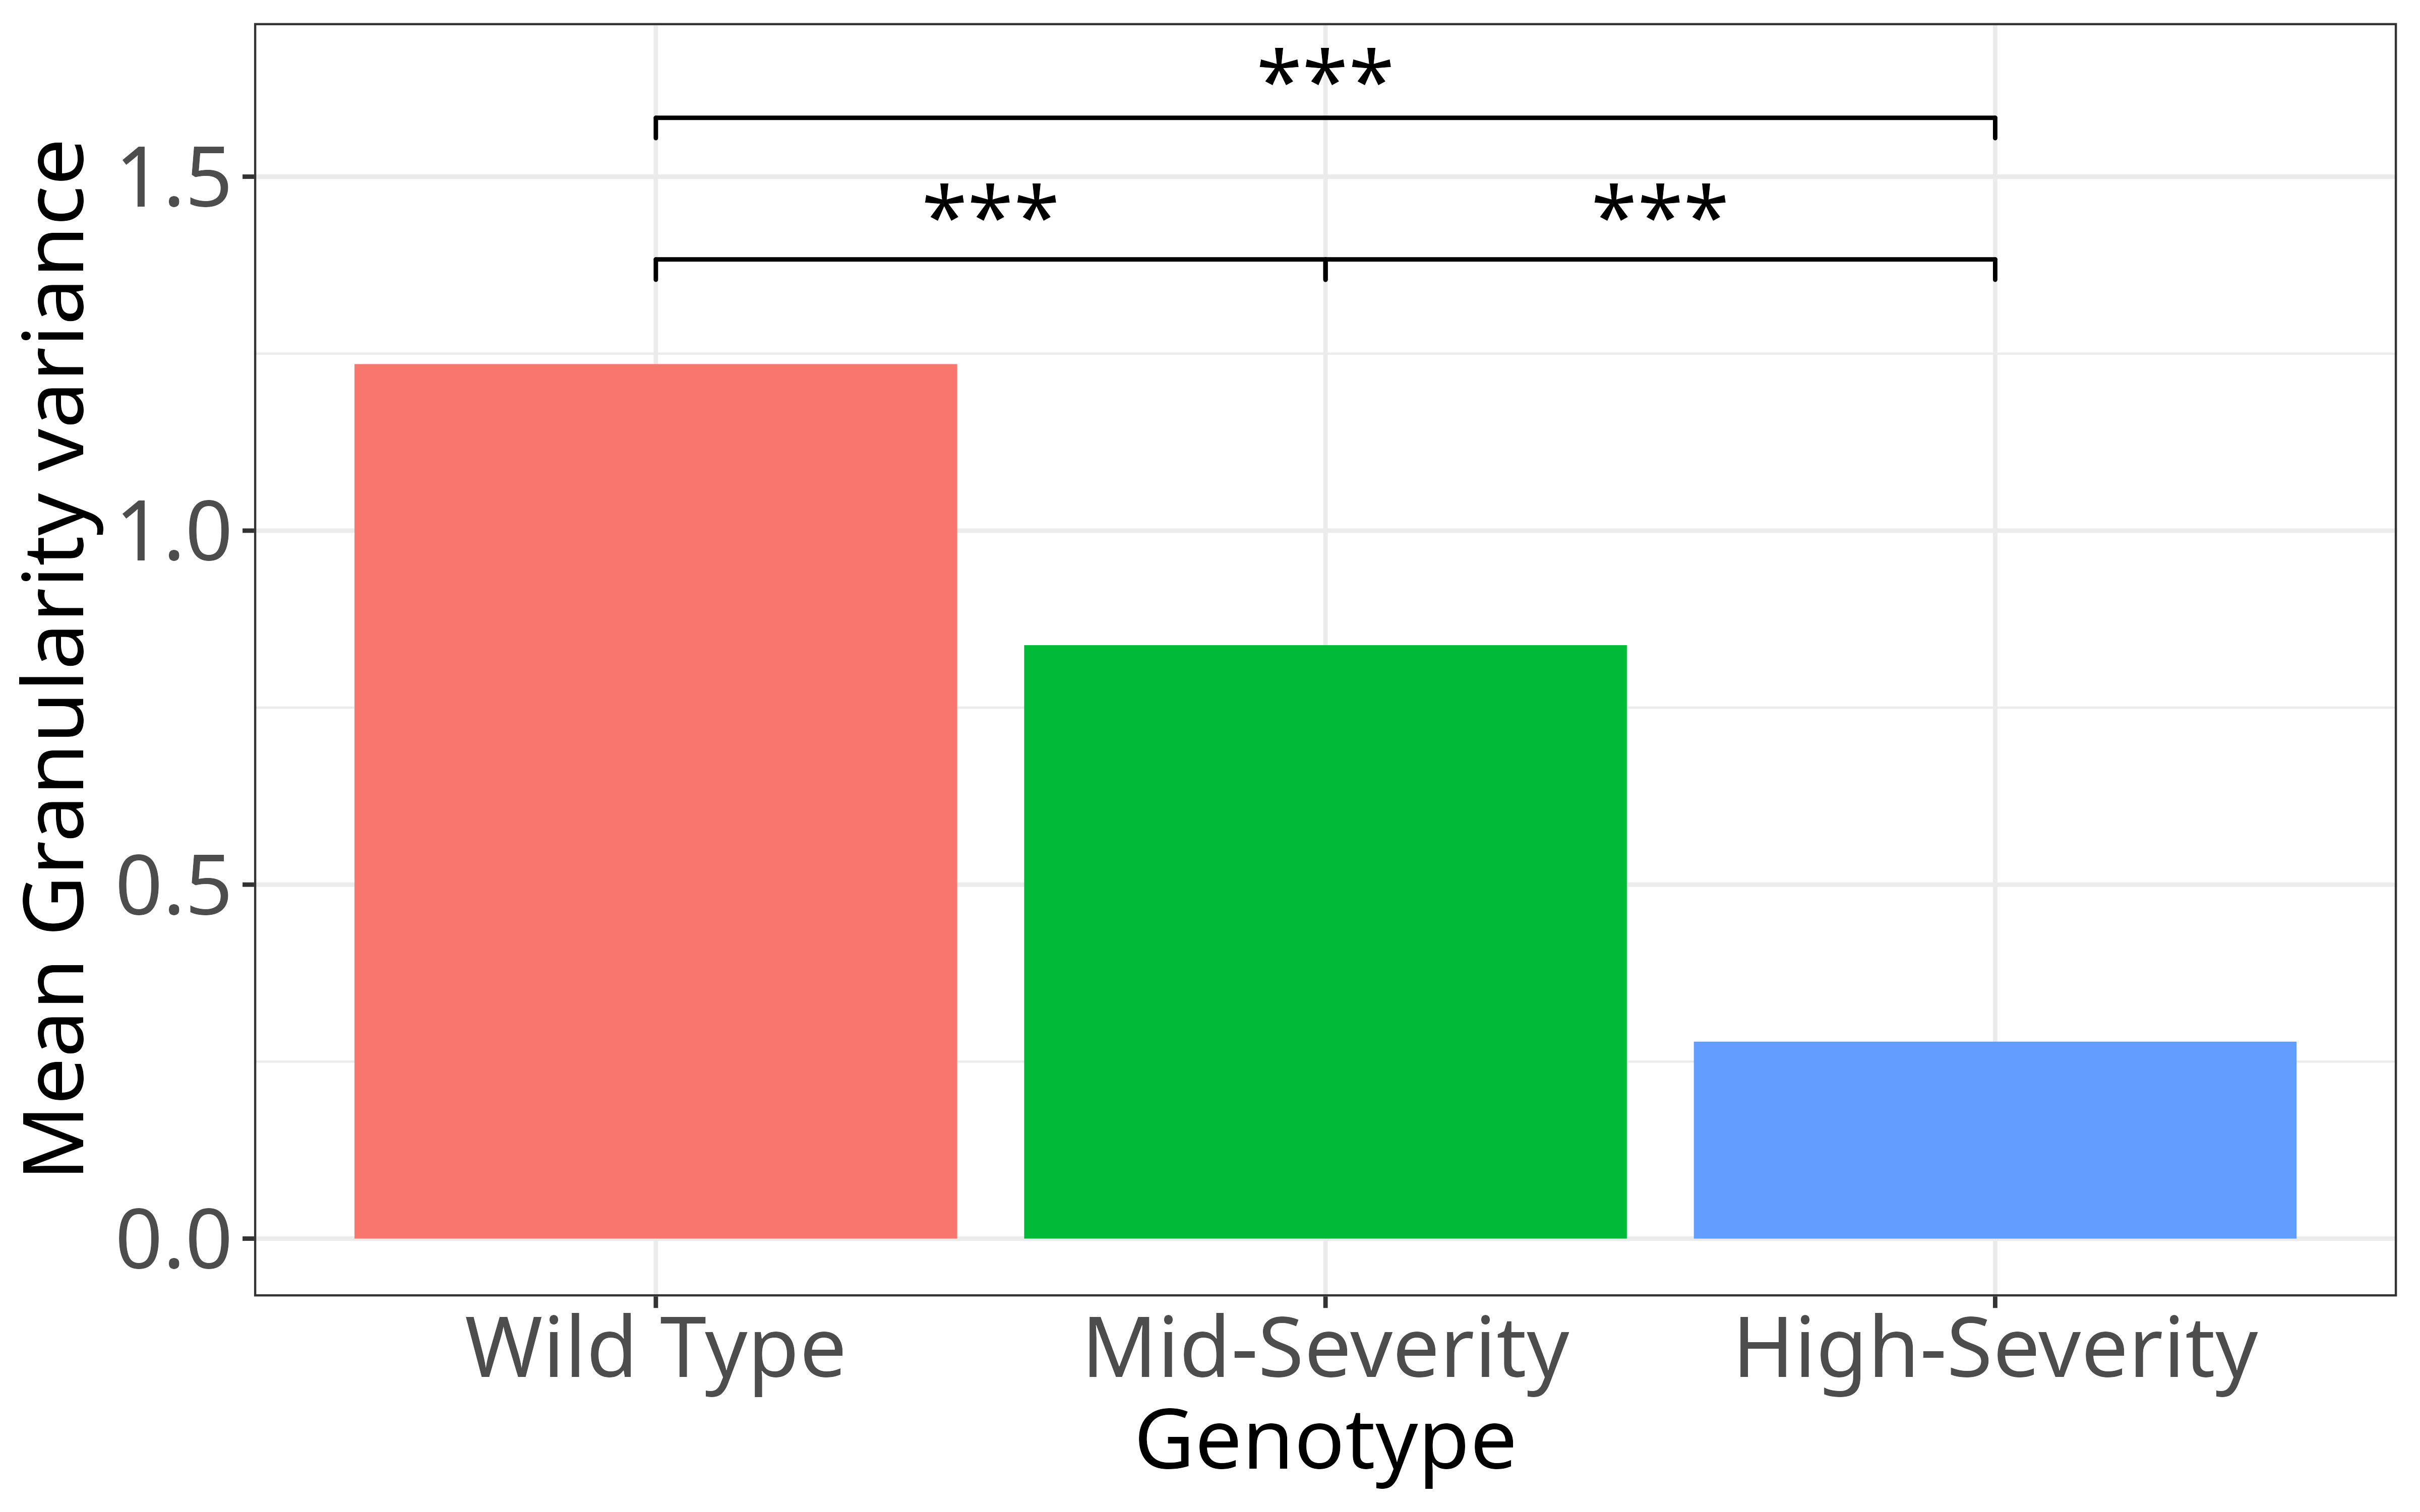 Mean Granularity variance
***
1.5
*** ***
1.0
0.5
0.0
Wild Type Mid-Severity High-Severity
Genotype